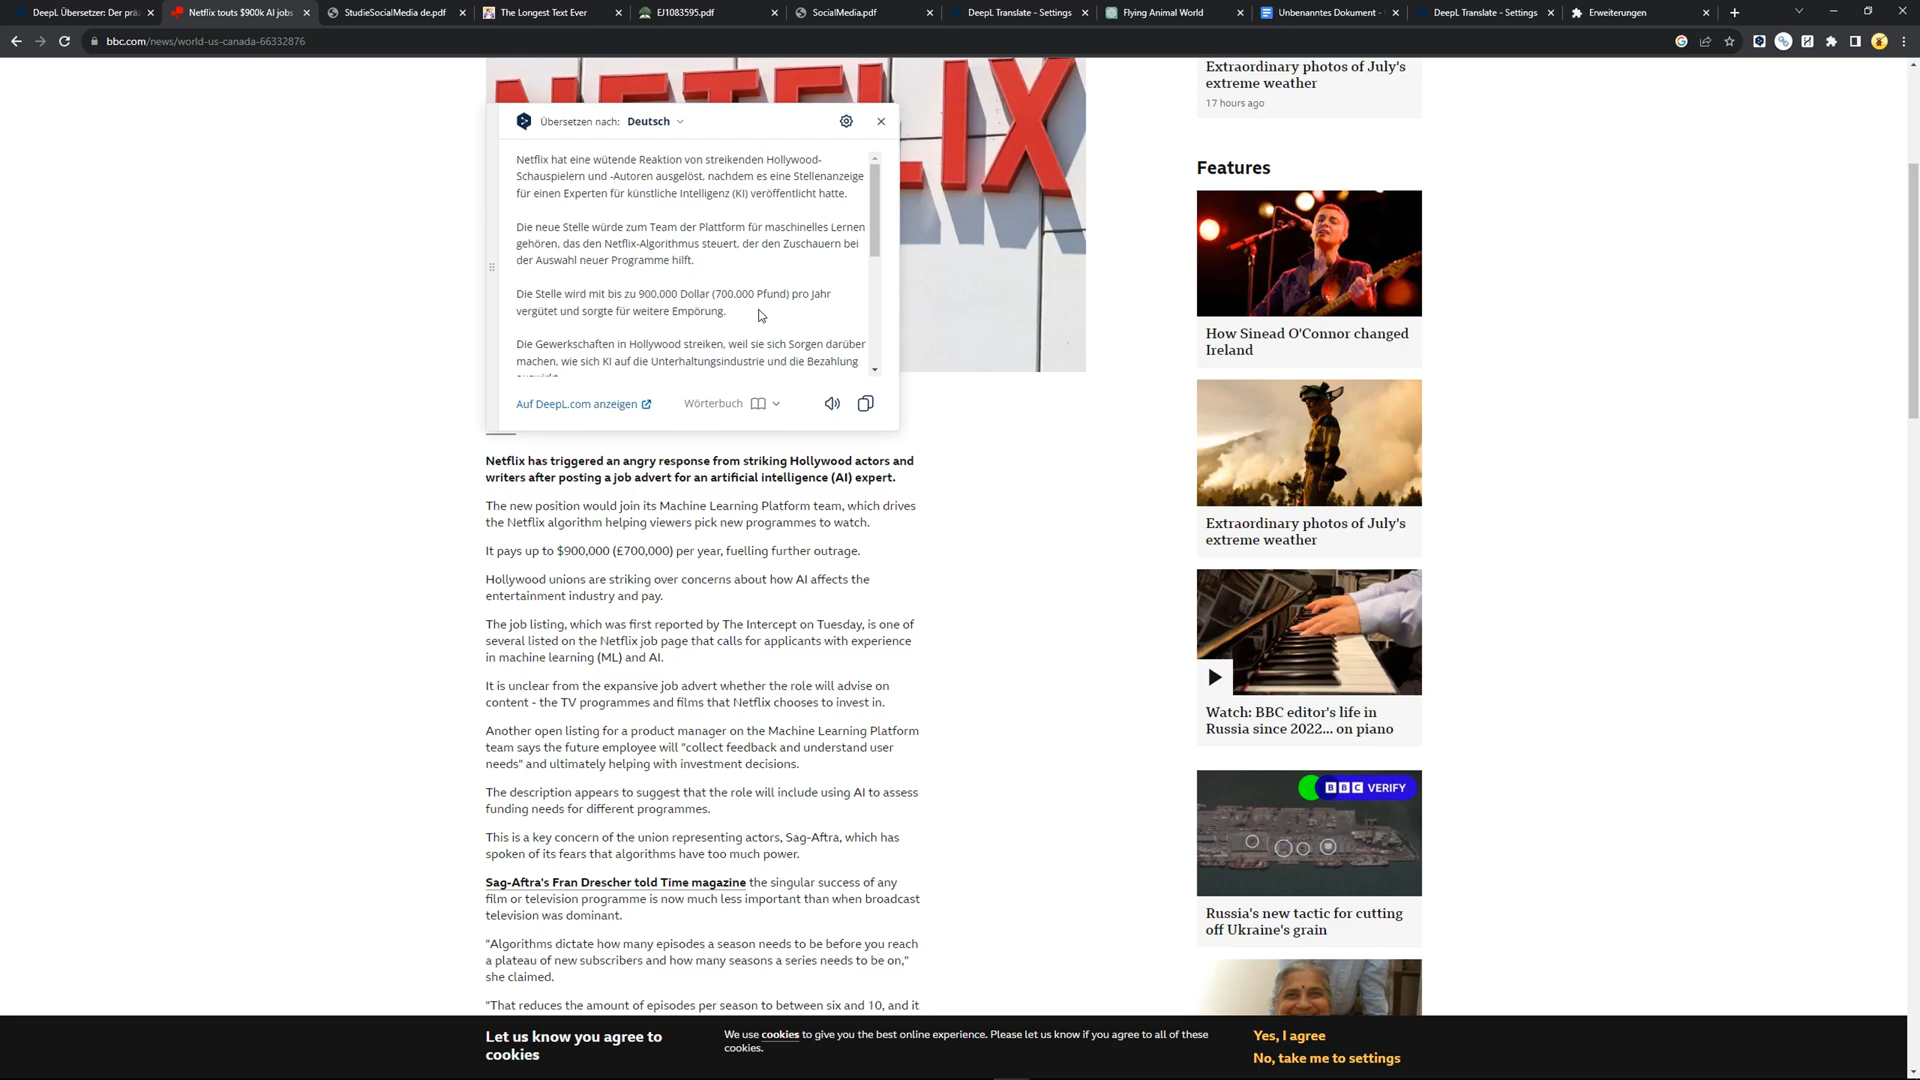 DeepL Übersetzer: Der prä
Netflix touts $900k AI jobs
StudieSocialMedia de.pdf
The Longest Text Ever
EJ1083595.pdf
SocialMedia.pdf
DeepL Translate - Settings
Flying Animal World
Unbenanntes Dokument -
DeepL Translate - Settings
Erweiterungen
bbc.com/news/world-us-canada-66332876
NETFLIX
Übersetzen nach: Deutsch
Netflix hat eine wütende Reaktion von streikenden Hollywood-
Schauspielern und -Autoren ausgelöst, nachdem es eine Stellenanzeige
für einen Experten für künstliche Intelligenz (KI) veröffentlicht hatte.
Die neue Stelle würde zum Team der Plattform für maschinelles Lernen
gehören, das den Netflix-Algorithmus steuert, der den Zuschauern bei
der Auswahl neuer Programme hilft.
Die Stelle wird mit bis zu 900.000 Dollar (700.000 Pfund) pro Jahr
vergütet und sorgte für weitere Empörung.
Die Gewerkschaften in Hollywood streiken, weil sie sich Sorgen darüber
machen, wie sich KI auf die Unterhaltungsindustrie und die Bezahlung
Auf DeepL.com anzeigen
Wörterbuch
Netflix has triggered an angry response from striking Hollywood actors and
writers after posting a job advert for an artificial intelligence (AI) expert.
The new position would join its Machine Learning Platform team, which drives
the Netflix algorithm helping viewers pick new programmes to watch.
It pays up to $900,000 (£700,000) per year, fuelling further outrage.
Hollywood unions are striking over concerns about how AI affects the
entertainment industry and pay.
The job listing, which was first reported by The Intercept on Tuesday, is one of
several listed on the Netflix job page that calls for applicants with experience
in machine learning (ML) and AI.
It is unclear from the expansive job advert whether the role will advise on
content - the TV programmes and films that Netflix chooses to invest in.
Another open listing for a product manager on the Machine Learning Platform
team says the future employee will "collect feedback and understand user
needs" and ultimately helping with investment decisions.
The description appears to suggest that the role will include using AI to assess
funding needs for different programmes.
This is a key concern of the union representing actors, Sag-Aftra, which has
spoken of its fears that algorithms have too much power.
Sag-Aftra's Fran Drescher told Time magazine the singular success of any
film or television programme is now much less important than when broadcast
television was dominant.
"Algorithms dictate how many episodes a season needs to be before you reach
a plateau of new subscribers and how many seasons a series needs to be on,"
she claimed.
"That reduces the amount of episodes per season to between six and 10, and it
Extraordinary photos of July's
extreme weather
17 hours ago
Features
How Sinead O'Connor changed
Ireland
Extraordinary photos of July's
extreme weather
Watch: BBC editor's life in
Russia since 2022... on piano
BBC VERIFY
Russia's new tactic for cutting
off Ukraine's grain
Let us know you agree to
cookies
We use cookies to give you the best online experience. Please let us know if you agree to all of these
cookies.
Yes, I agree
No, take me to settings